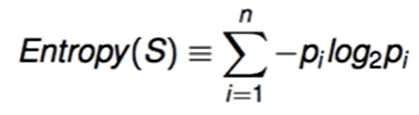 Entropy(S) ≡ ∑_{i=1}^{n} −p_i log_2 p_i